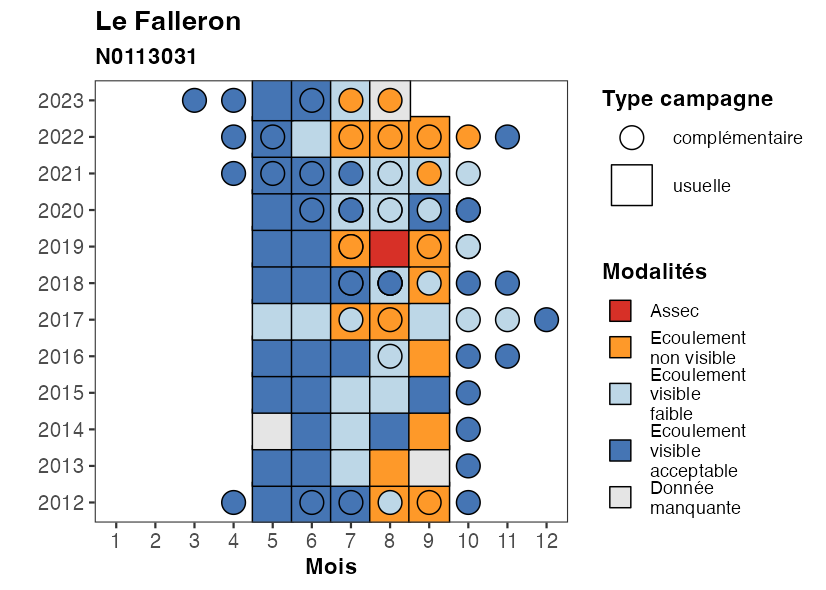 Le Falleron
N0113031
2023
2022
2021
2020
2019
2018
2017
2016
2015
2014
2013
2012
1 2 3 4 5 6 7 8 9 10 11 12
Mois
Type campagne
complémentaire
usuelle
Modalités
Assec
Ecoulement
non visible
Ecoulement
visible
faible
Ecoulement
visible
acceptable
Donnée
manquante